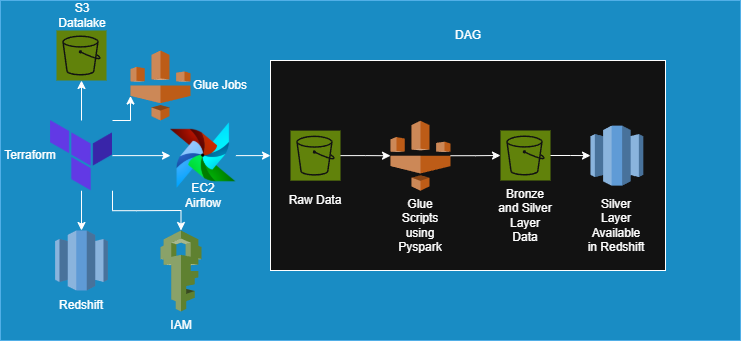 S3
Datalake
DAG
Glue Jobs
Terraform
EC2
Airflow
Raw Data
Glue
Scripts
using
Pyspark
Bronze
and Silver
Layer
Data
Silver
Layer
Available
in Redshift
Redshift
IAM